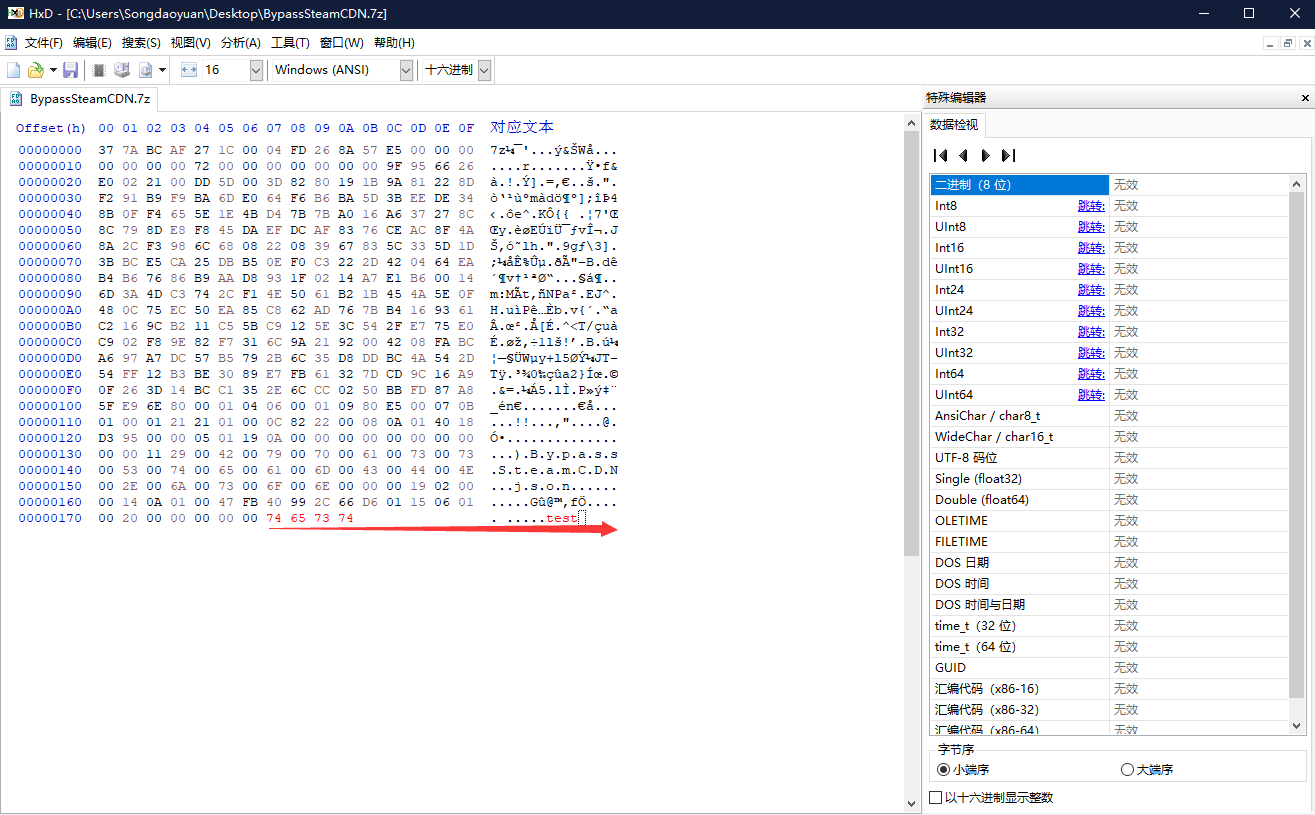 HxD - [C:\Users\Songdaoyuan\Desktop\BypassSteamCDN.7z]
文件(F) 编辑(E) 搜索(S) 视图(V) 分析(A) 工具(T) 窗口(W) 帮助(H)
16 Windows (ANSI) 十六进制
BypassSteamCDN.7z
Offset(h) 00 01 02 03 04 05 06 07 08 09 0A 0B 0C 0D 0E 0F 对应文本
00000000 37 7A BC AF 27 1C 00 04 FD 26 8A 57 E5 00 00 00 7z¼¯'...ý&ŠWå...
00000010 00 00 00 00 72 00 00 00 00 00 00 00 9F 95 66 26 ....r.......Ÿ•f&
00000020 E0 02 21 00 DD 5D 00 3D 82 80 19 1B 9A 81 22 8D à.!.Ý].=‚€..š.".
00000030 F2 91 B9 F9 BA 6D E0 64 F6 B6 BA 5D 3B EE DE 34 ò‘¹ùºmàdö¶º];îÞ4
00000040 8B 0F F4 65 5E 1E 4B D4 7B 7B A0 16 A6 37 27 8C ‹.ôe^.KÔ{{ .¦7'Œ
00000050 8C 79 8D E8 F8 45 DA EF DC AF 83 76 CE AC 8F 4A Œy.èøEÚïÜ¯ƒvÎ¬.J
00000060 8A 2C F3 98 6C 68 08 22 08 39 67 83 5C 33 5D 1D Š,ó˜lh.".9gƒ\3].
00000070 3B BC E5 CA 25 DB B5 0E F0 C3 22 2D 42 04 64 EA ;¼åÊ%Ûµ.ðÃ"-B.dê
00000080 B4 B6 76 86 B9 AA D8 93 1F 02 14 A7 E1 B6 00 14 ´¶v†¹ªØ“...§á¶..
00000090 6D 3A 4D C3 74 2C F1 4E 50 61 B2 1B 45 4A 5E 0F m:MÃt,ñNPa².EJ^.
000000A0 48 0C 75 EC 50 EA 85 C8 62 AD 76 7B B4 16 93 61 H.uìPê…Èb.v{´.“a
000000B0 C2 16 9C B2 11 C5 5B C9 12 5E 3C 54 2F E7 75 E0 Â.œ².Å[É.^<T/çuà
000000C0 C9 02 F8 9E 82 F7 31 6C 9A 21 92 00 42 08 FA BC É.øž‚÷1lš!’.B.ú¼
000000D0 A6 97 A7 DC 57 B5 79 2B 6C 35 D8 DD BC 4A 54 2D ¦—§ÜWµy+l5ØÝ¼JT-
000000E0 54 FF 12 B3 BE 30 89 E7 FB 61 32 7D CD 9C 16 A9 Tÿ.³¾0‰çûa2}Íœ.©
000000F0 0F 26 3D 14 BC C1 35 2E 6C CC 02 50 BB FD 87 A8 .&=.¼Á5.lÌ.P»ý‡¨
00000100 5F E9 6E 80 00 01 04 06 00 01 09 80 E5 00 07 0B _én€.......€å...
00000110 01 00 01 21 21 01 00 0C 82 22 00 08 0A 01 40 18 ...!!...‚"....@.
00000120 D3 95 00 00 05 01 19 0A 00 00 00 00 00 00 00 00 Ó•..............
00000130 00 00 11 29 00 42 00 79 00 70 00 61 00 73 00 73 ...).B.y.p.a.s.s
00000140 00 53 00 74 00 65 00 61 00 6D 00 43 00 44 00 4E .S.t.e.a.m.C.D.N
00000150 00 2E 00 6A 00 73 00 6F 00 6E 00 00 00 19 02 00 ...j.s.o.n......
00000160 00 14 0A 01 00 47 FB 40 99 2C 66 D6 01 15 06 01 .....Gû@™,fÖ....
00000170 00 20 00 00 00 00 00 74 65 73 74 . .....test
特殊编辑器
数据检视
二进制（8 位） 无效
Int8 跳转: 无效
UInt8 跳转: 无效
Int16 跳转: 无效
UInt16 跳转: 无效
Int24 跳转: 无效
UInt24 跳转: 无效
Int32 跳转: 无效
UInt32 跳转: 无效
Int64 跳转: 无效
UInt64 跳转: 无效
AnsiChar / char8_t 无效
WideChar / char16_t 无效
UTF-8 码位 无效
Single (float32) 无效
Double (float64) 无效
OLETIME 无效
FILETIME 无效
DOS 日期 无效
DOS 时间 无效
DOS 时间与日期 无效
time_t（32 位） 无效
time_t（64 位） 无效
GUID 无效
汇编代码（x86-16） 无效
汇编代码（x86-32） 无效
汇编代码（x86-64） 无效
字节序
小端序 大端序
以十六进制显示整数